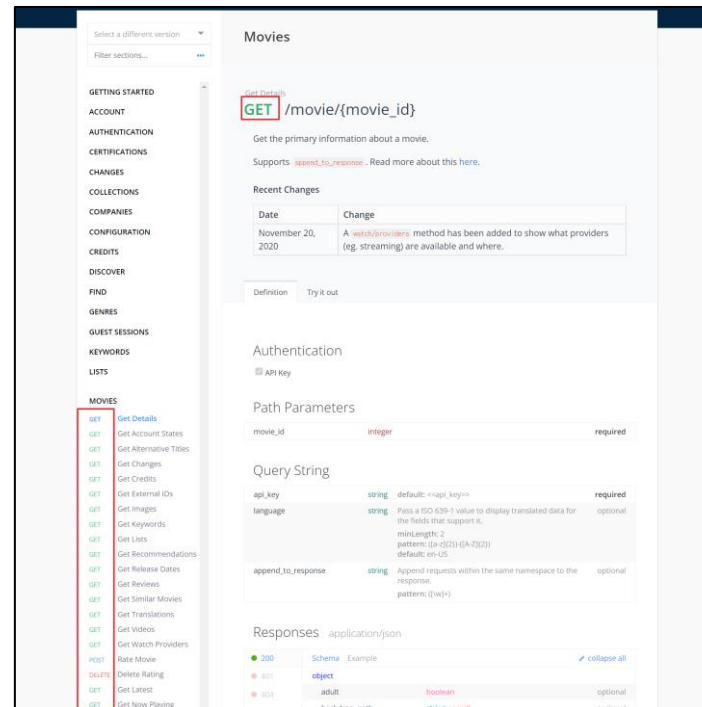 Select a different version
Filter sections...
GETTING STARTED
ACCOUNT
AUTHENTICATION
CERTIFICATIONS
CHANGES
COLLECTIONS
COMPANIES
CONFIGURATION
CREDITS
DISCOVER
FIND
GENRES
GUEST SESSIONS
KEYWORDS
LISTS
MOVIES
GET Get Details
GET Get Account States
GET Get Alternative Titles
GET Get Changes
GET Get Credits
GET Get External IDs
GET Get Images
GET Get Keywords
GET Get Lists
GET Get Recommendations
GET Get Release Dates
GET Get Reviews
GET Get Similar Movies
GET Get Translations
GET Get Videos
GET Get Watch Providers
POST Rate Movie
DELETE Delete Rating
GET Get Latest
GET Get Now Playing
Movies
Get Details
GET /movie/{movie_id}
Get the primary information about a movie.
Supports append_to_response . Read more about this here.
Recent Changes
Date Change
November 20, A watch/providers method has been added to show what providers
2020 (eg. streaming) are available and where.
Definition Try it out
Authentication
API Key
Path Parameters
movie_id integer required
Query String
api_key string default: <<api_key>> required
language string Pass a ISO 639-1 value to display translated data for optional
the fields that support it.
minLength: 2
pattern: ([a-z]{2})-([A-Z]{2})
default: en-US
append_to_response string Append requests within the same namespace to the optional
response.
pattern: ([\w]+)
Responses application/json
200 Schema Example collapse all
401 object
404 adult boolean optional